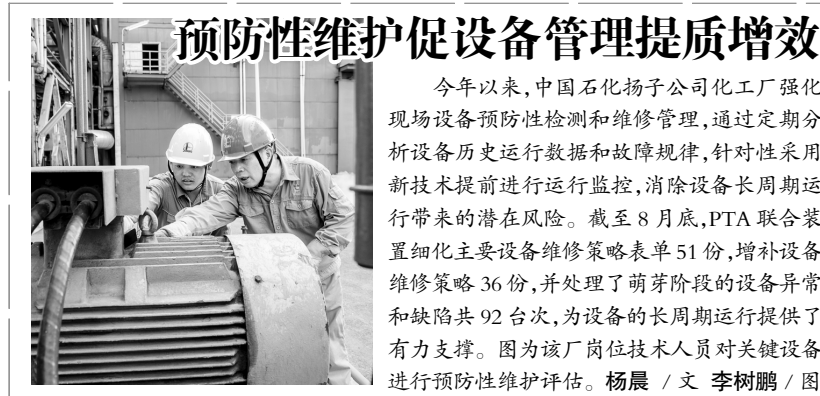 预防性维护促设备管理提质增效
今年以来,中国石化扬子公司化工厂强化
现场设备预防性检测和维修管理,通过定期分
析设备历史运行数据和故障规律,针对性采用
新技术提前进行运行监控,消除设备长周期运
行带来的潜在风险。截至 8 月底,PTA 联合装
置细化主要设备维修策略表单 51 份,增补设备
维修策略 36 份,并处理了萌芽阶段的设备异常
和缺陷共 92 台次,为设备的长周期运行提供了
有力支撑。图为该厂岗位技术人员对关键设备
进行预防性维护评估。杨晨 / 文 李树鹏 / 图